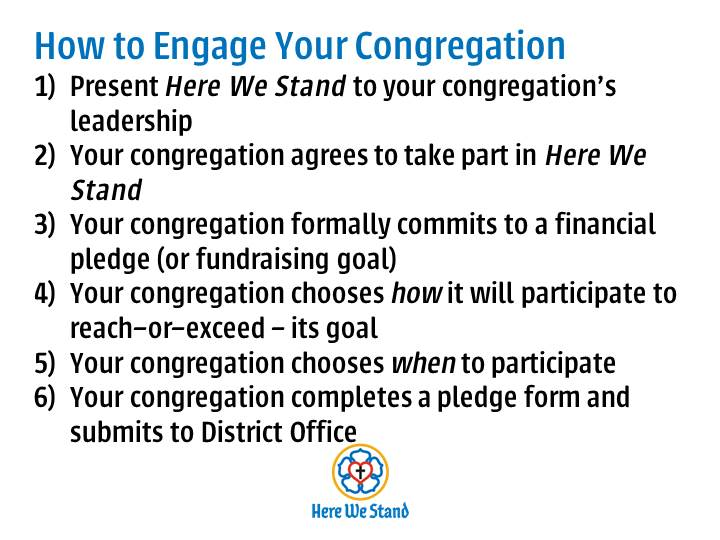 How to Engage Your Congregation
1) Present Here We Stand to your congregation’s
leadership
2) Your congregation agrees to take part in Here We
Stand
3) Your congregation formally commits to a financial
pledge (or fundraising goal)
4) Your congregation chooses how it will participate to
reach–or–exceed – its goal
5) Your congregation chooses when to participate
6) Your congregation completes a pledge form and
submits to District Office
Here We Stand